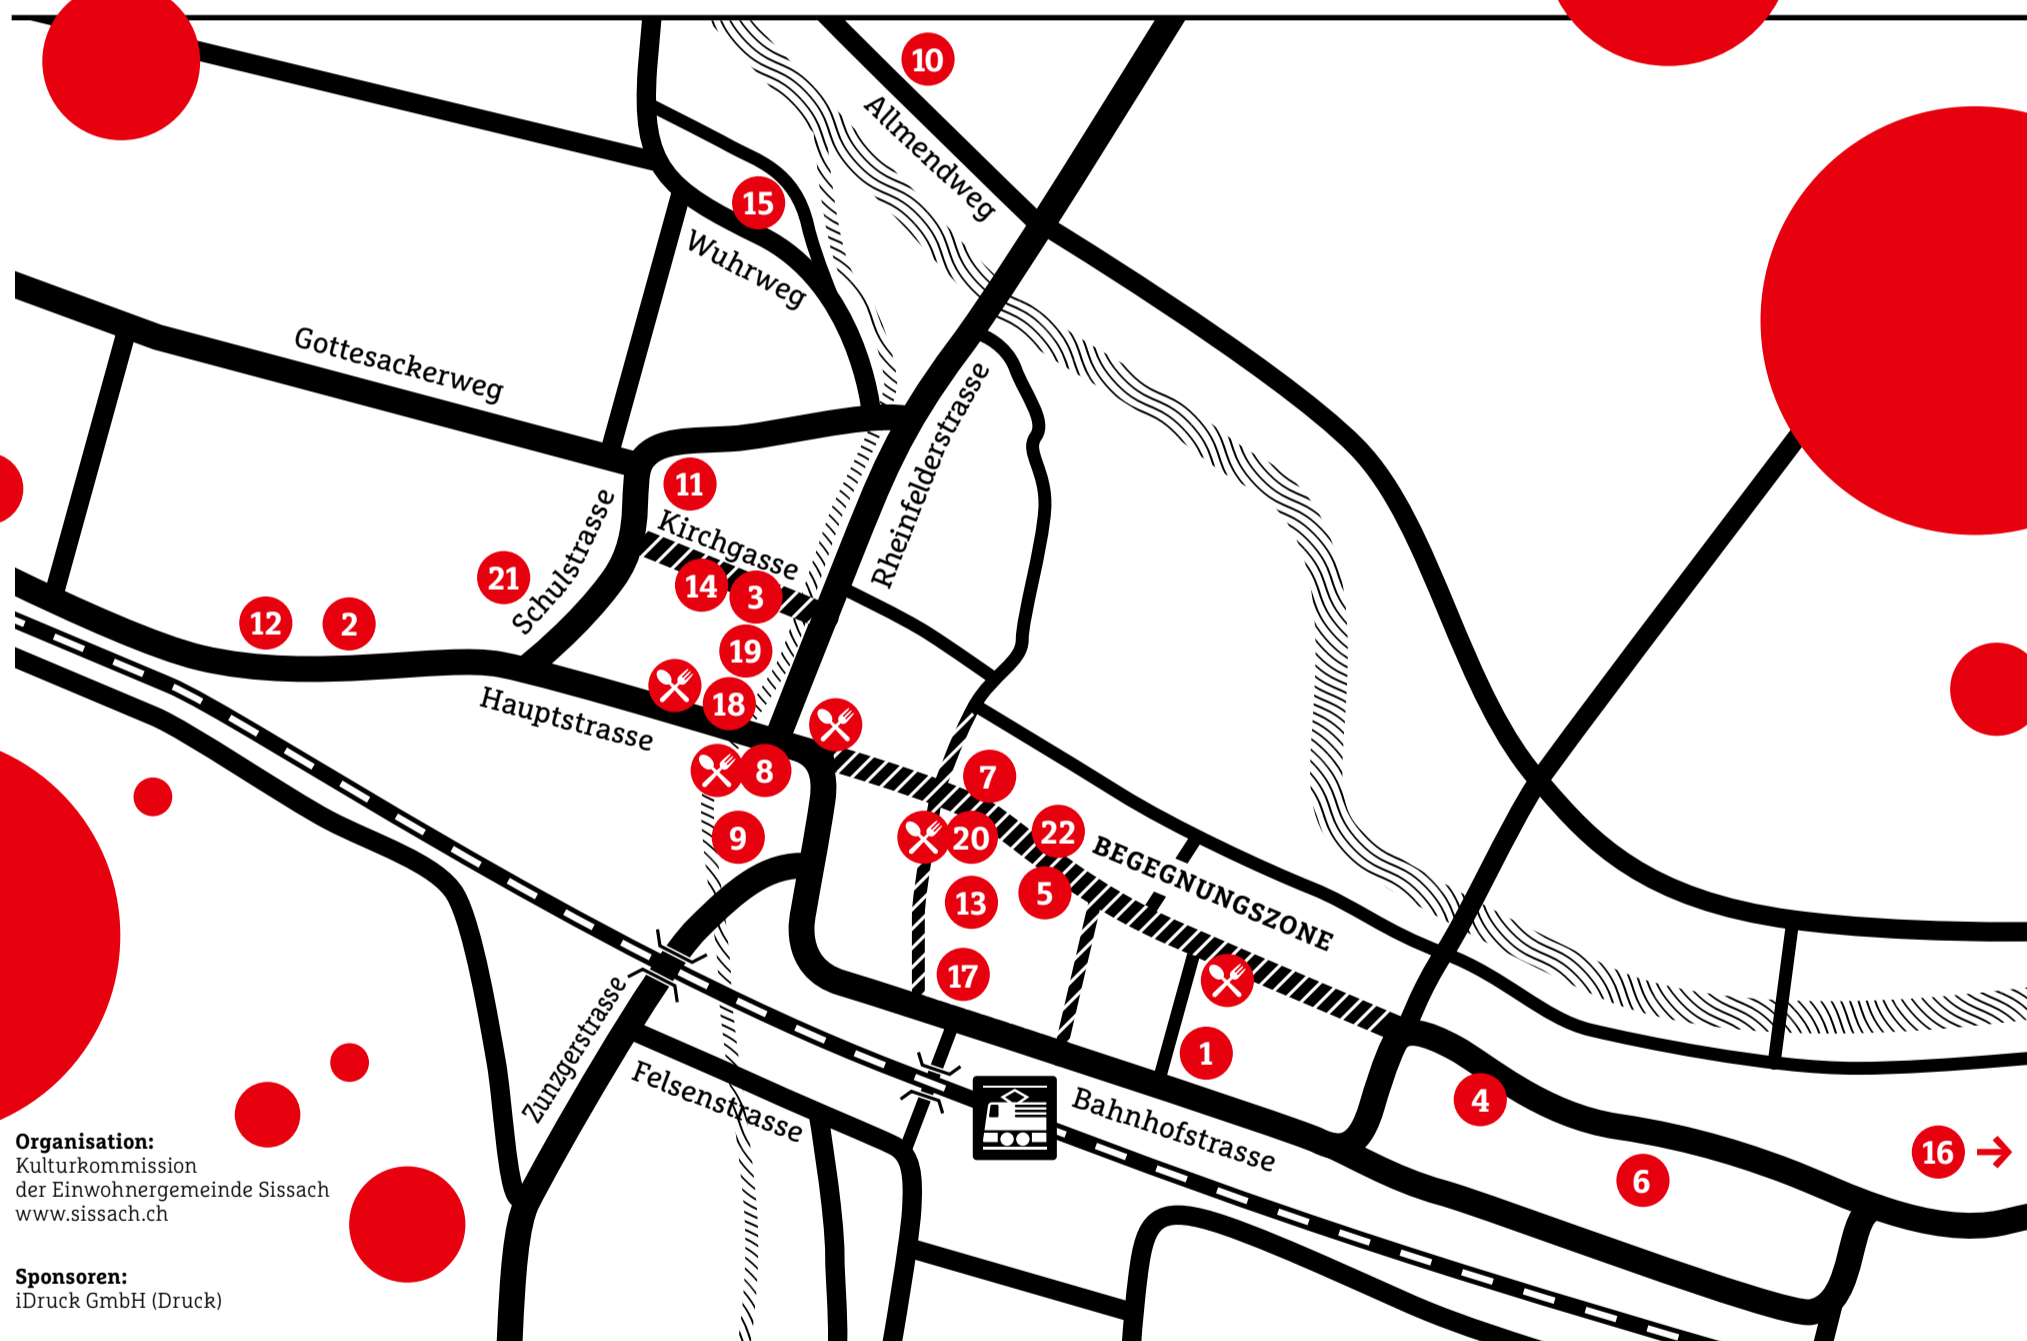 10
Allmendweg
15
Wuhrweg
Gottesackerweg
Rheinfelderstrasse
11
Kirchgasse
Schulstrasse
21
14
3
12
2
19
18
Hauptstrasse
8
7
9
20
22
BEGEGNUNGSZONE
5
13
17
Zunzgerstrasse
1
Felsenstrasse
Bahnhofstrasse
4
16
6
Organisation:
Kulturkommission
der Einwohnergemeinde Sissach
www.sissach.ch
Sponsoren:
iDruck GmbH (Druck)